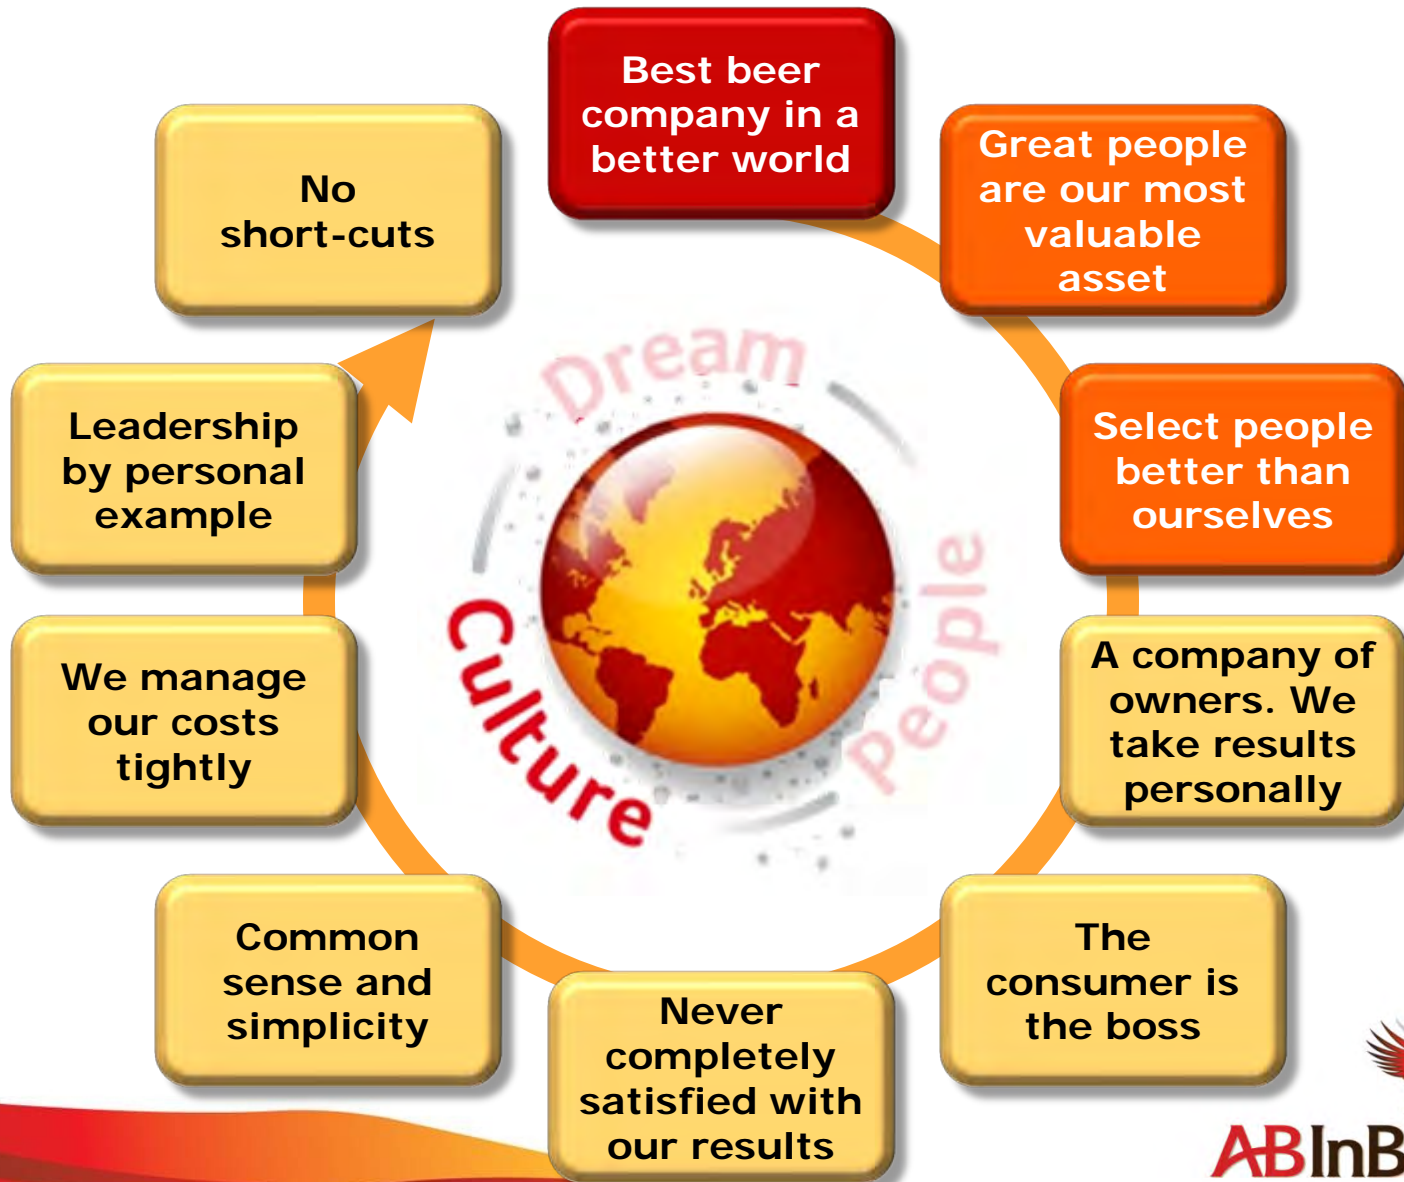 Best beer
company in a
better world
Great people
are our most
valuable
asset
Select people
better than
ourselves
A company of
owners. We
take results
personally
The
consumer is
the boss
Never
completely
satisfied with
our results
Common
sense and
simplicity
We manage
our costs
tightly
Leadership
by personal
example
No
short-cuts
Dream
People
Culture
ABInB